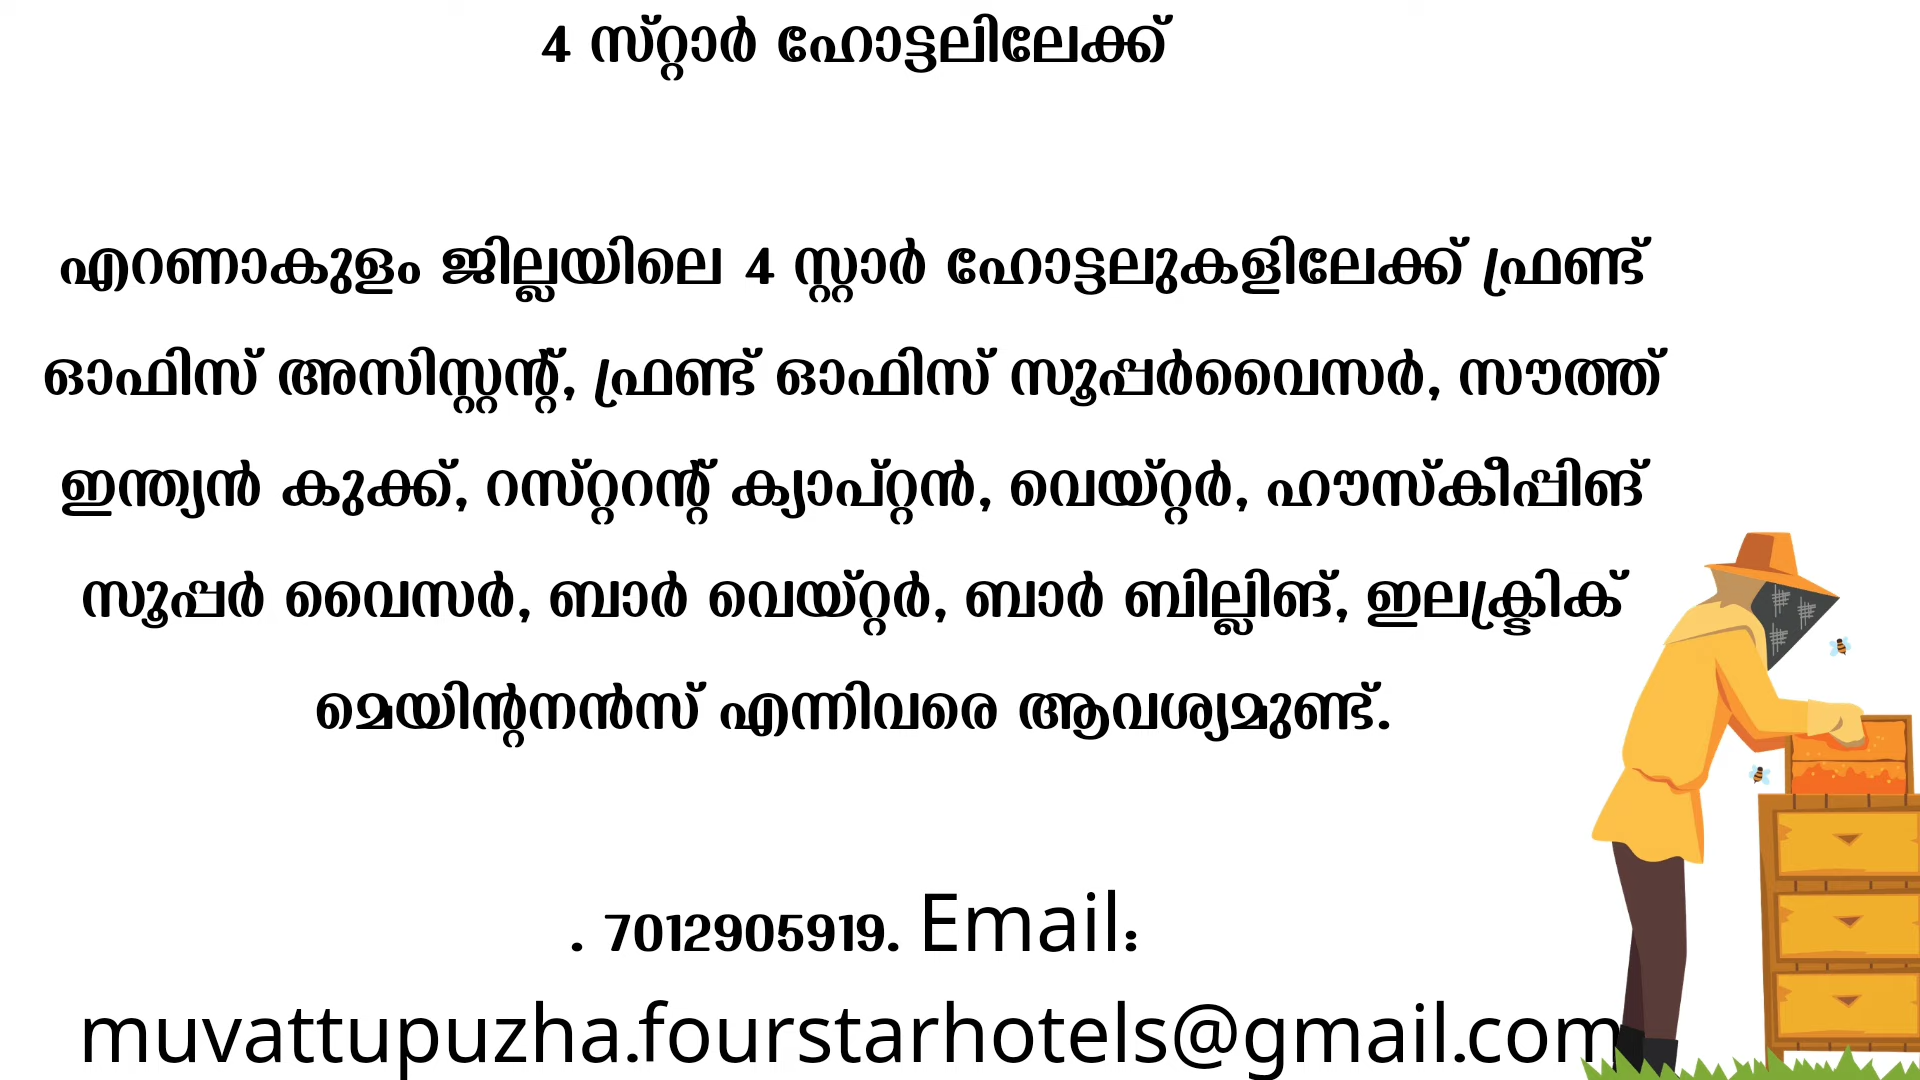 4 സ്റ്റാർ ഹോട്ടലിലേക്ക്
എറണാകുളം ജില്ലയിലെ 4 സ്റ്റാർ ഹോട്ടലുകളിലേക്ക് ഫ്രണ്ട്
ഓഫിസ് അസിസ്റ്റന്റ്, ഫ്രണ്ട് ഓഫിസ് സൂപ്പർവൈസർ, സൗത്ത്
ഇന്ത്യൻ കുക്ക്, റസ്റ്ററന്റ് ക്യാപ്റ്റൻ, വെയ്റ്റർ, ഹൗസ്കീപ്പിങ്
സൂപ്പർ വൈസർ, ബാർ വെയ്റ്റർ, ബാർ ബില്ലിങ്, ഇലക്ട്രിക്
മെയിന്റനൻസ് എന്നിവരെ ആവശ്യമുണ്ട്.
. 7012905919. Email:
muvattupuzha.fourstarhotels@gmail.com